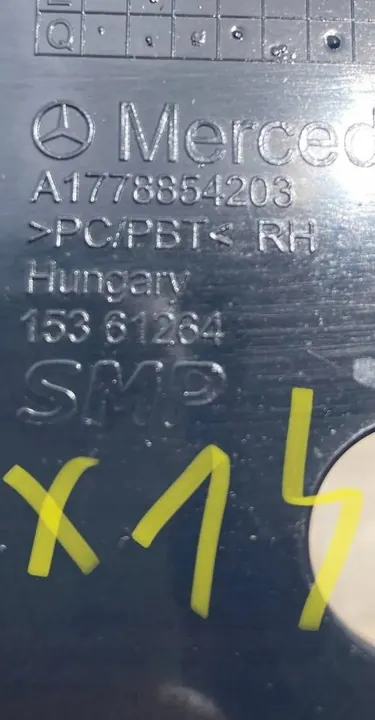 Q
Merced
A1778854203
>PC/PBT< RH
Hungary
153 61264
SMP
X14